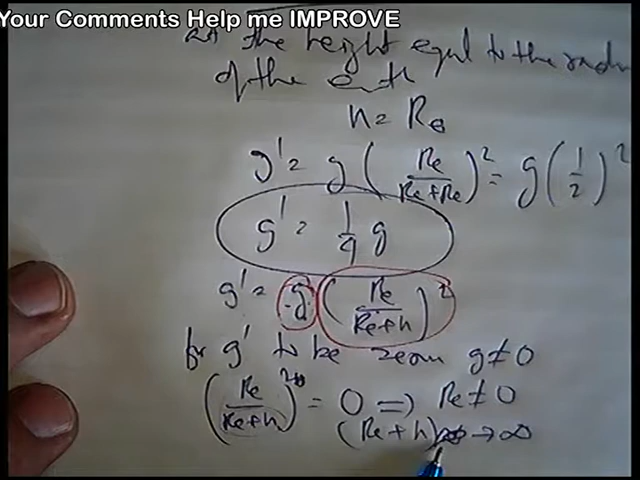 Your Comments Help me IMPROVE
at the height equal to the radiu
of the earth
h = R⊕
g' = g ( Re / Re+Re )² = g ( 1/2 )²
g' = 1/4 g
g' = g ( Re / Re+h )²
for g' to be zero g ≠ 0
( Re / Re+h )² = 0 ⇒ Re ≠ 0
(Re + h) → ∞